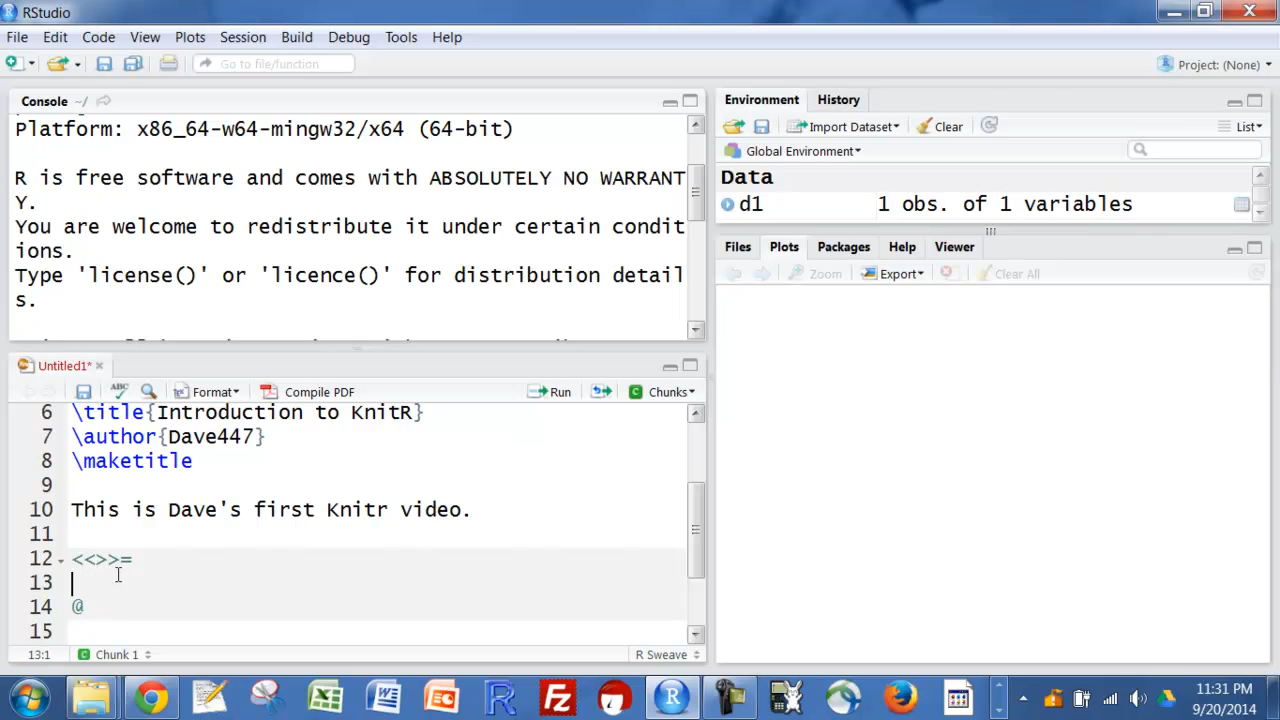 RStudio
File Edit Code View Plots Session Build Debug Tools Help
Go to file/function
Project: (None)
Console ~/
Platform: x86_64-w64-mingw32/x64 (64-bit)
R is free software and comes with ABSOLUTELY NO WARRANT
Y.
You are welcome to redistribute it under certain condit
ions.
Type 'license()' or 'licence()' for distribution detail
s.
Environment History
Import Dataset Clear List
Global Environment
Data
d1 1 obs. of 1 variables
Files Plots Packages Help Viewer
Zoom Export Clear All
Untitled1*
ABC Format Compile PDF Run Chunks
6 \title{Introduction to KnitR}
7 \author{Dave447}
8 \maketitle
9
10 This is Dave's first Knitr video.
11
12 <<>>=
13
14 @
15
13:1 Chunk 1 R Sweave
11:31 PM
9/20/2014